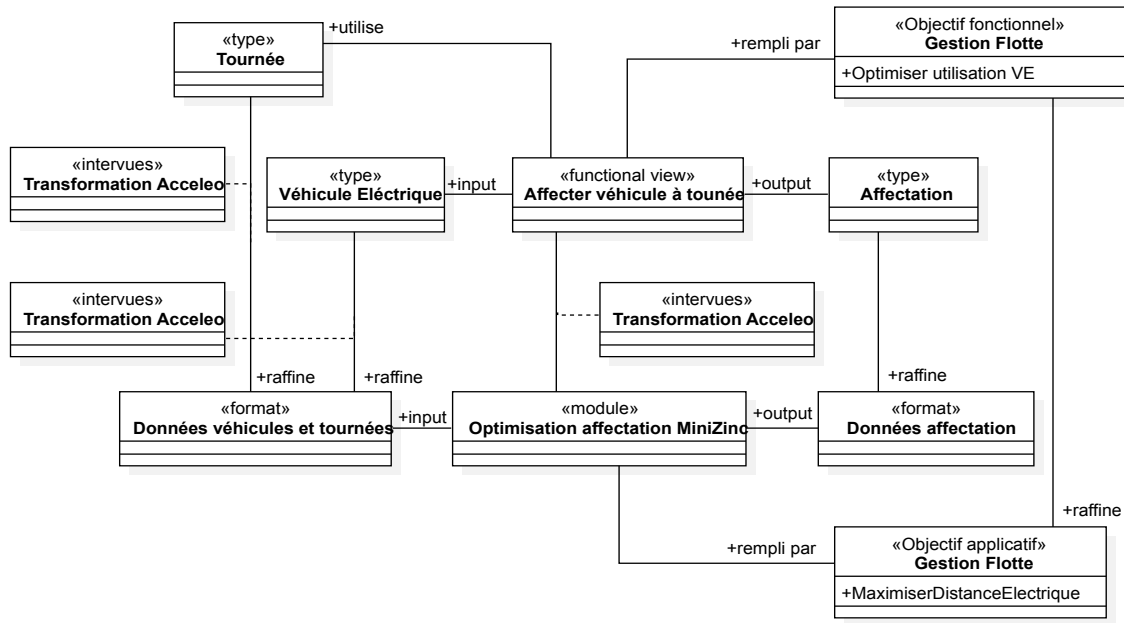 «type»
Tournée
+utilise
+rempli par
«Objectif fonctionnel»
Gestion Flotte
+Optimiser utilisation VE
«intervues»
Transformation Acceleo
«type»
Véhicule Eléctrique
+input
«functional view»
Affecter véhicule à tounée
+output
«type»
Affectation
«intervues»
Transformation Acceleo
«intervues»
Transformation Acceleo
+raffine
+raffine
+raffine
«format»
Données véhicules et tournées
+input
«module»
Optimisation affectation MiniZinc
+output
«format»
Données affectation
+raffine
+rempli par
«Objectif applicatif»
Gestion Flotte
+MaximiserDistanceElectrique